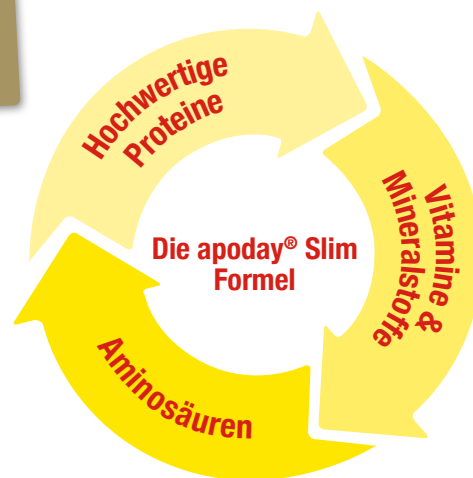 Hochwertige
Proteine
Vitamine &
Mineralstoffe
Die apoday® Slim
Formel
Aminosäuren